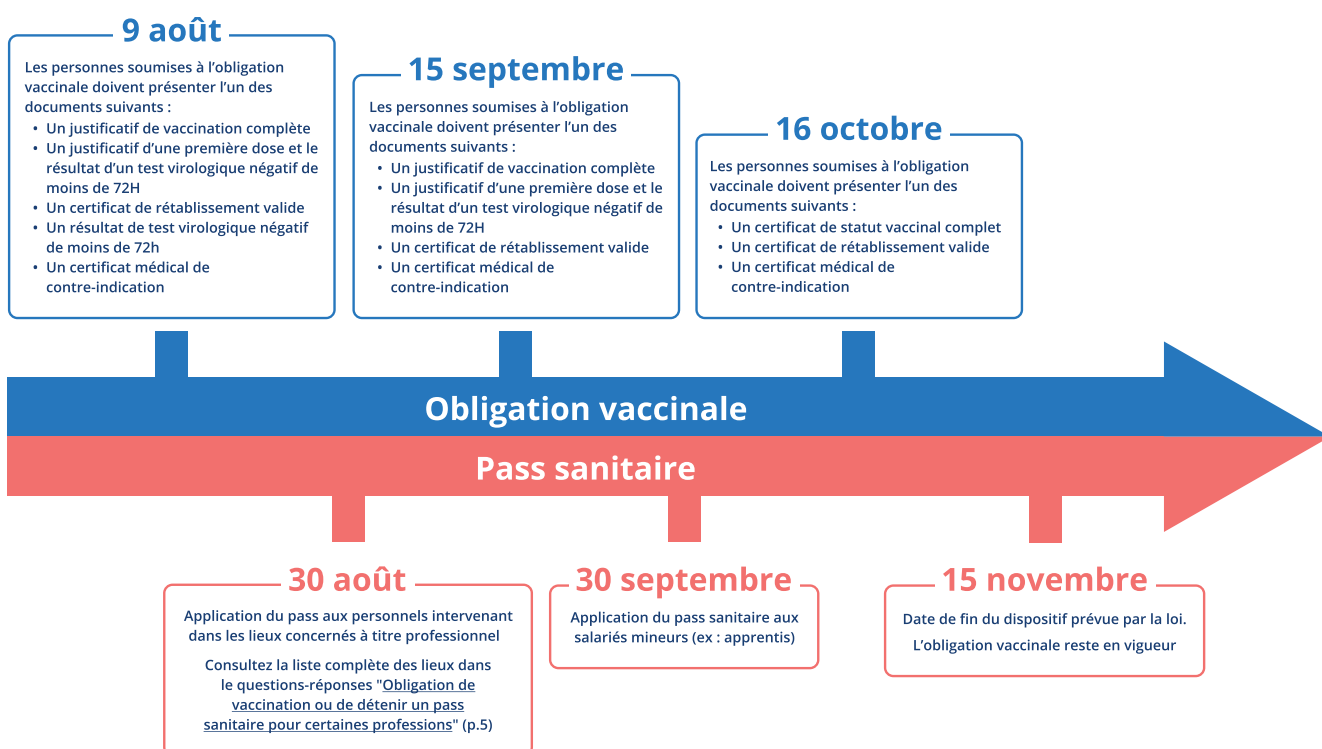 9 août
Les personnes soumises à l’obligation
vaccinale doivent présenter l’un des
documents suivants :
• Un justificatif de vaccination complète
• Un justificatif d’une première dose et le
résultat d’un test virologique négatif de
moins de 72H
• Un certificat de rétablissement valide
• Un résultat de test virologique négatif
de moins de 72h
• Un certificat médical de
contre-indication
15 septembre
Les personnes soumises à l’obligation
vaccinale doivent présenter l’un des
documents suivants :
• Un justificatif de vaccination complète
• Un justificatif d’une première dose et le
résultat d’un test virologique négatif de
moins de 72H
• Un certificat de rétablissement valide
• Un certificat médical de
contre-indication
16 octobre
Les personnes soumises à l’obligation
vaccinale doivent présenter l’un des
documents suivants :
• Un certificat de statut vaccinal complet
• Un certificat de rétablissement valide
• Un certificat médical de
contre-indication
Obligation vaccinale
Pass sanitaire
30 août
Application du pass aux personnels intervenant
dans les lieux concernés à titre professionnel
Consultez la liste complète des lieux dans
le questions-réponses "Obligation de
vaccination ou de détenir un pass
sanitaire pour certaines professions" (p.5)
30 septembre
Application du pass sanitaire aux
salariés mineurs (ex : apprentis)
15 novembre
Date de fin du dispositif prévue par la loi.
L’obligation vaccinale reste en vigueur